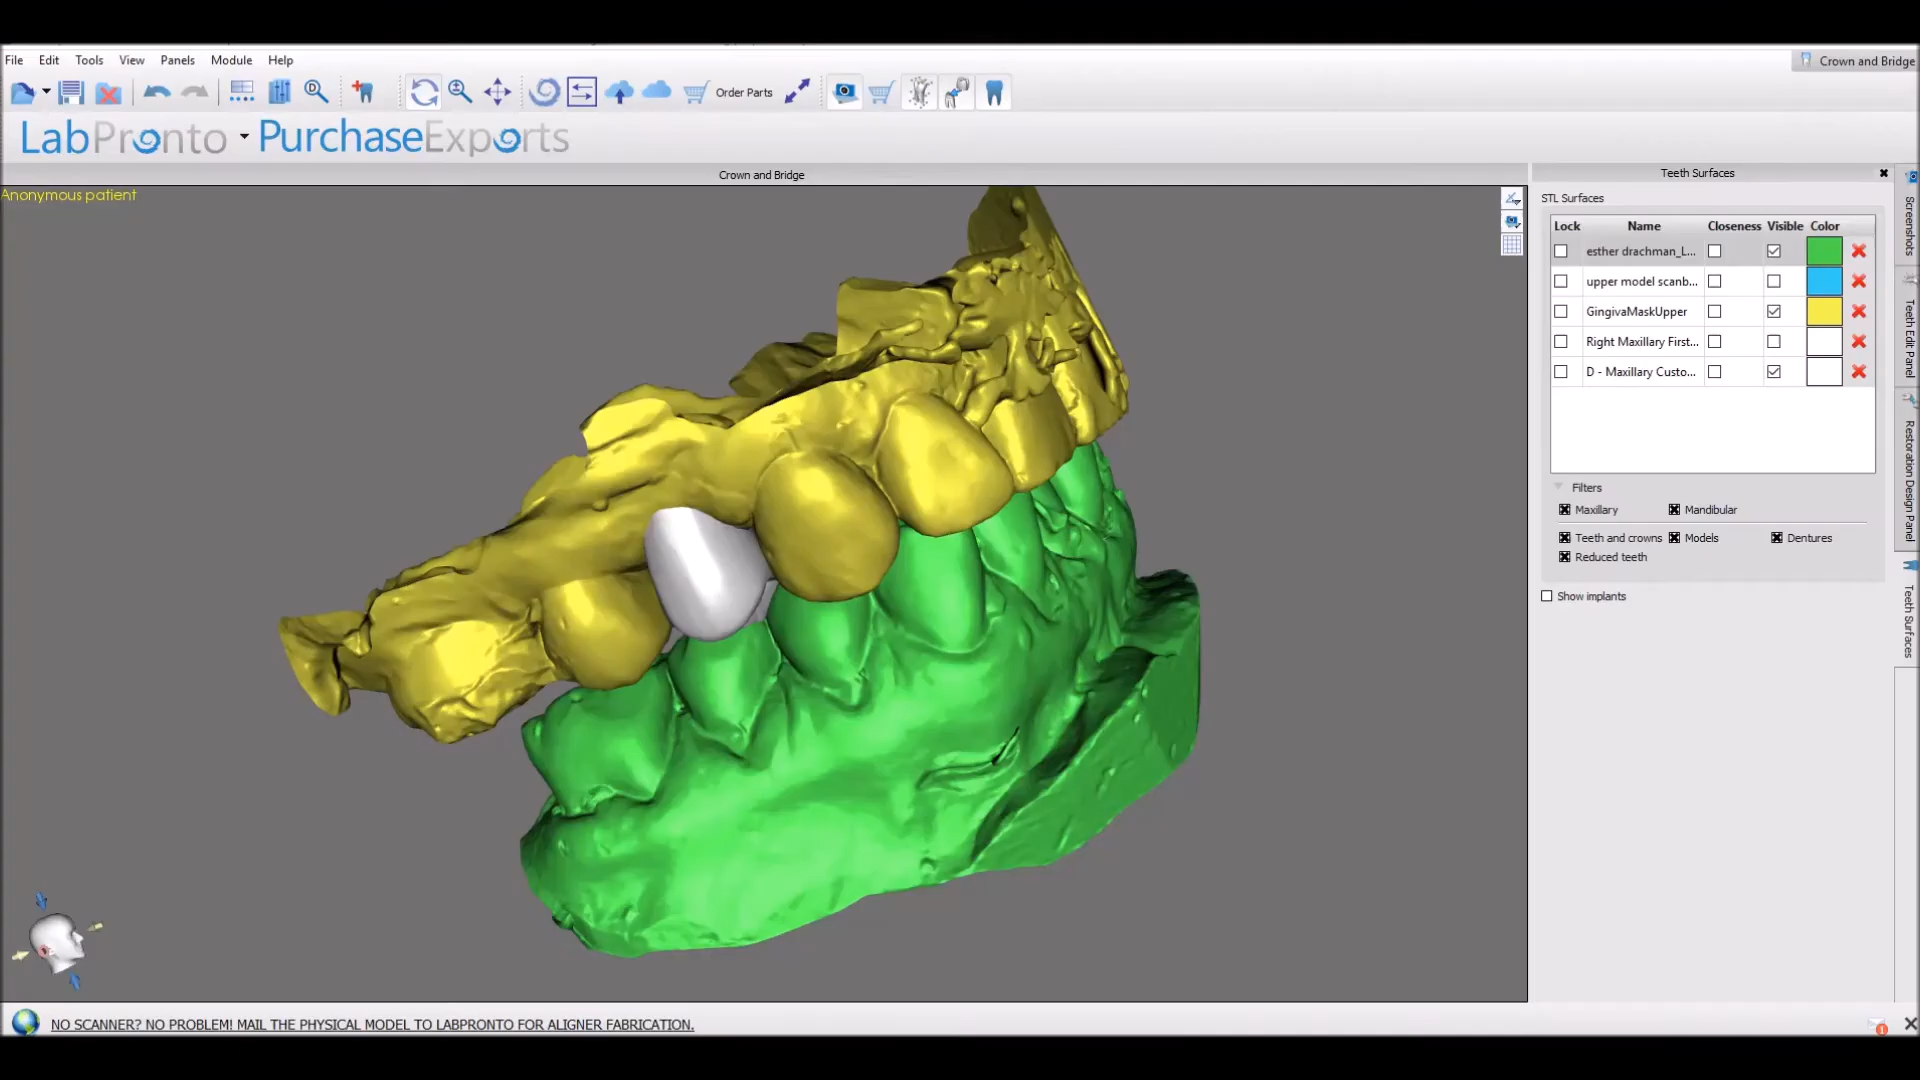 File Edit Tools View Panels Module Help
Crown and Bridge
Order Parts
LabPronto PurchaseExports
Crown and Bridge
Teeth Surfaces
Anonymous patient
STL Surfaces
Lock Name Closeness Visible Color
esther drachman_L...
upper model scanb...
GingivaMaskUpper
Right Maxillary First...
D - Maxillary Custo...
Filters
Maxillary Mandibular
Teeth and crowns Models Dentures
Reduced teeth
Show implants
Screenshots
Teeth Edit Panel
Restoration Design Panel
Teeth Surfaces
NO SCANNER? NO PROBLEM! MAIL THE PHYSICAL MODEL TO LABPRONTO FOR ALIGNER FABRICATION.